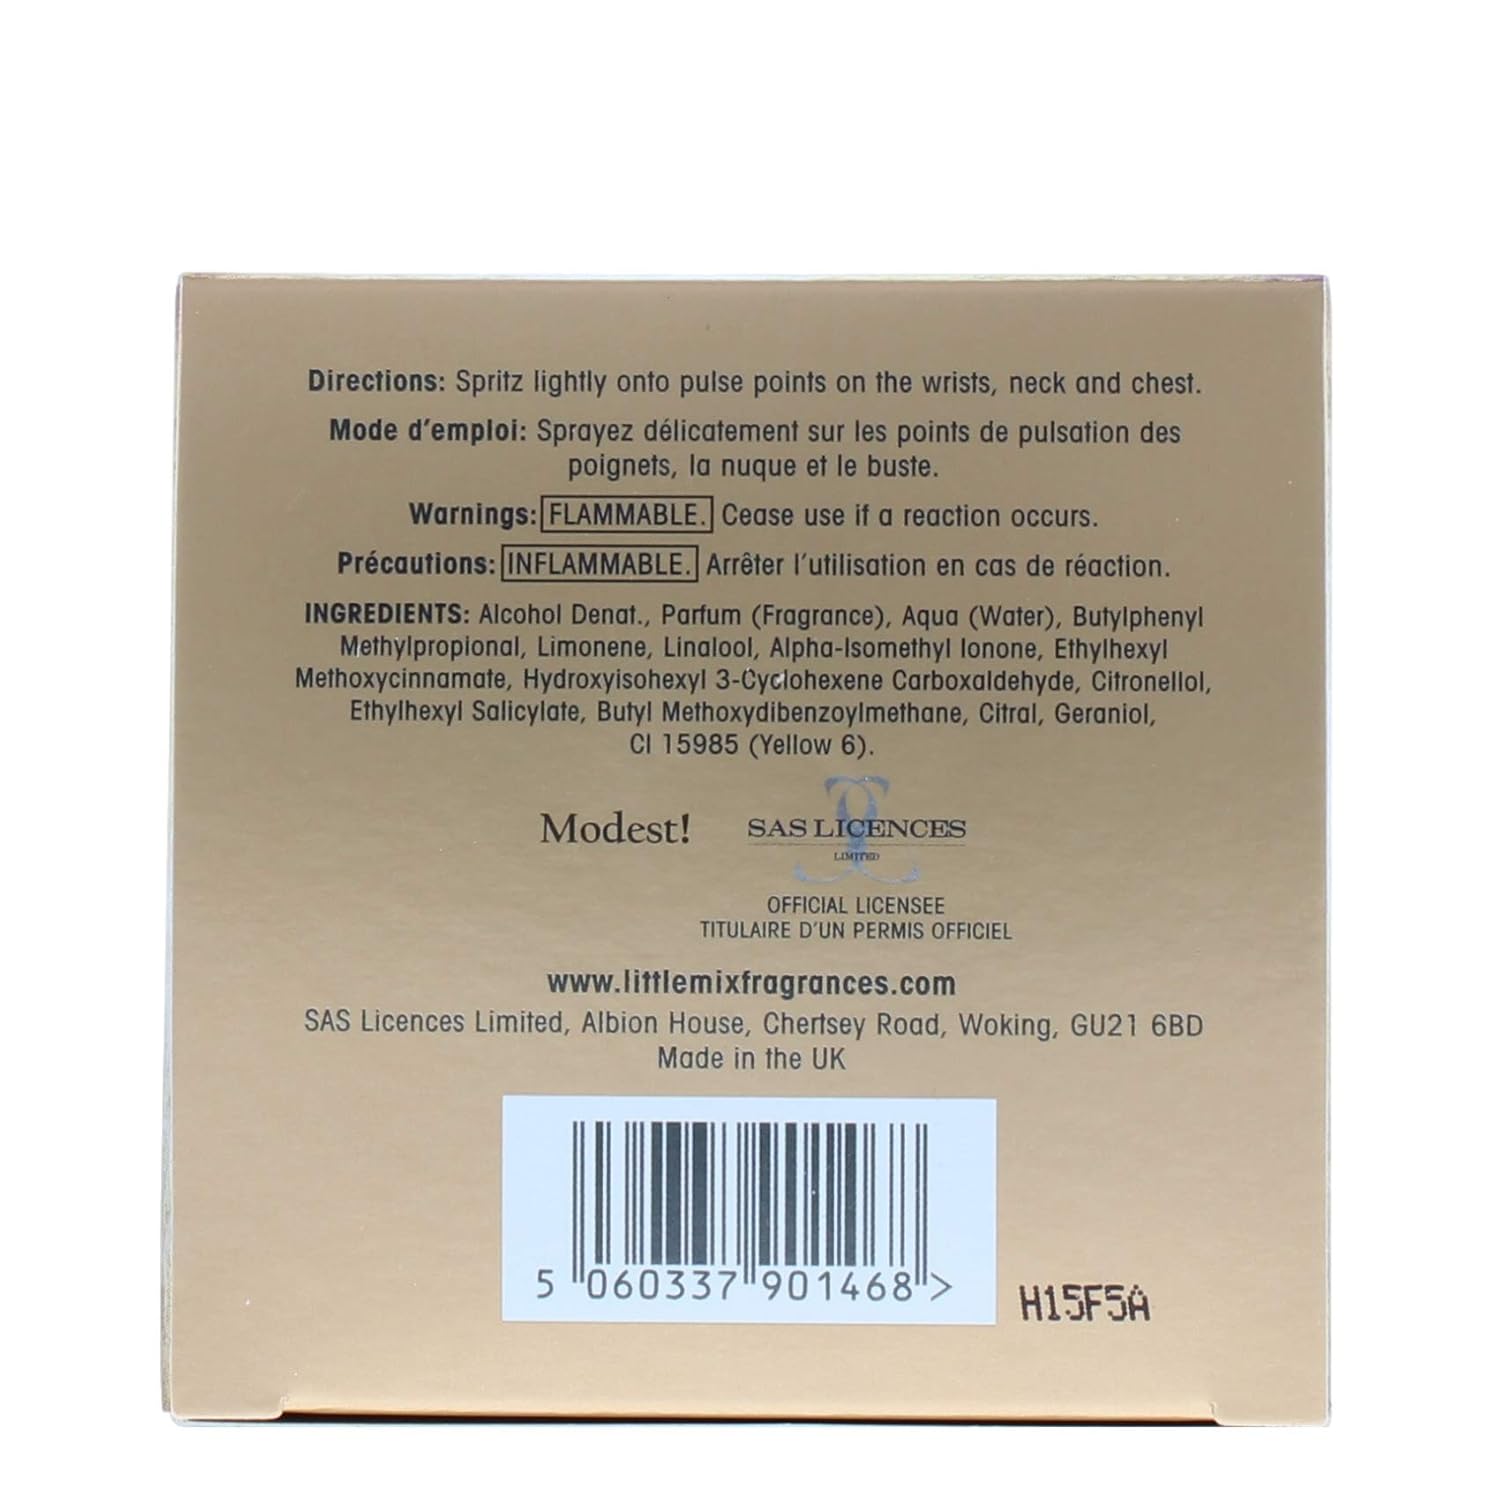 Directions: Spritz lightly onto pulse points on the wrists, neck and chest.
Mode d'emploi: Sprayez délicatement sur les points de pulsation des
poignets, la nuque et le buste.
Warnings: FLAMMABLE. Cease use if a reaction occurs.
Précautions: INFLAMMABLE. Arrêter l'utilisation en cas de réaction.
INGREDIENTS: Alcohol Denat., Parfum (Fragrance), Aqua (Water), Butylphenyl
Methylpropional, Limonene, Linalool, Alpha-Isomethyl Ionone, Ethylhexyl
Methoxycinnamate, Hydroxyisohexyl 3-Cyclohexene Carboxaldehyde, Citronellol,
Ethylhexyl Salicylate, Butyl Methoxydibenzoylmethane, Citral, Geraniol,
CI 15985 (Yellow 6).
Modest!
SAS LICENCES
LIMITED
OFFICIAL LICENSEE
TITULAIRE D'UN PERMIS OFFICIEL
www.littlemixfragrances.com
SAS Licences Limited, Albion House, Chertsey Road, Woking, GU21 6BD
Made in the UK
5 060337 901468 >
H15F5A